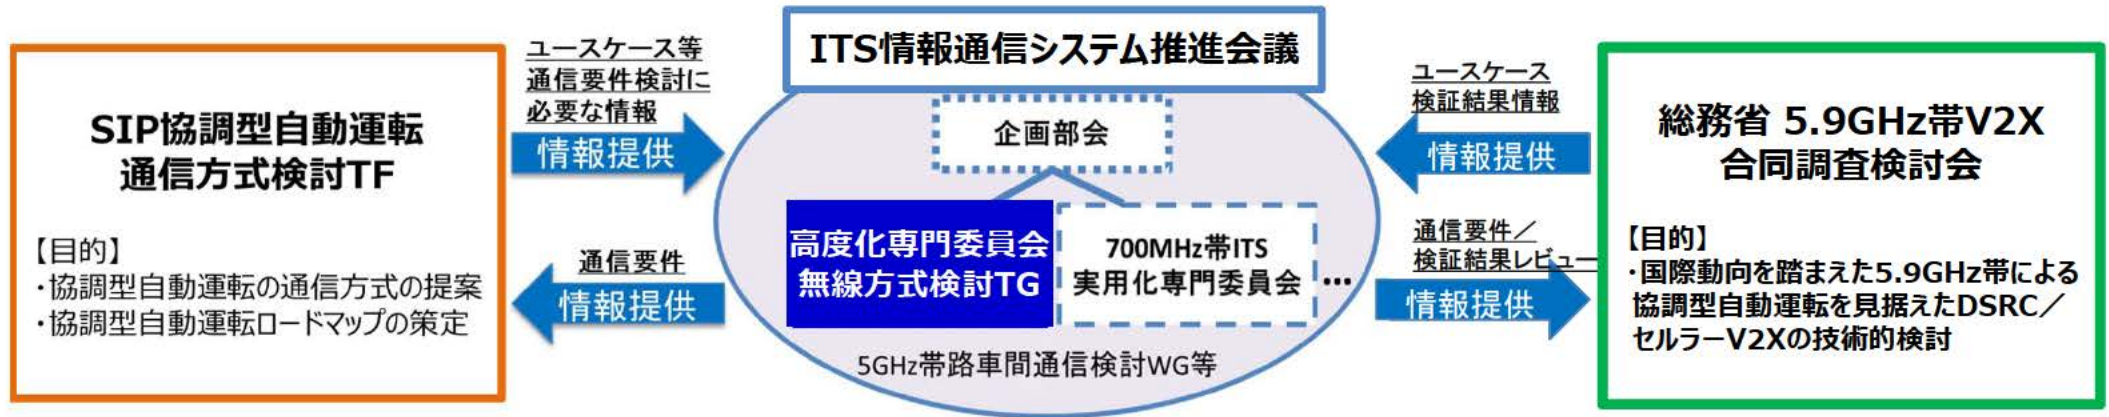 SIP協調型自動運転
通信方式検討TF
【目的】
・協調型自動運転の通信方式の提案
・協調型自動運転ロードマップの策定
ユースケース等
通信要件検討に
必要な情報
情報提供
通信要件
情報提供
ITS情報通信システム推進会議
企画部会
高度化専門委員会
無線方式検討TG
700MHz帯ITS
実用化専門委員会
…
5GHz帯路車間通信検討WG等
ユースケース
検証結果情報
情報提供
通信要件／
検証結果レビュー
情報提供
総務省 5.9GHz帯V2X
合同調査検討会
【目的】
・国際動向を踏まえた5.9GHz帯による
協調型自動運転を見据えたDSRC／
セルラーV2Xの技術的検討